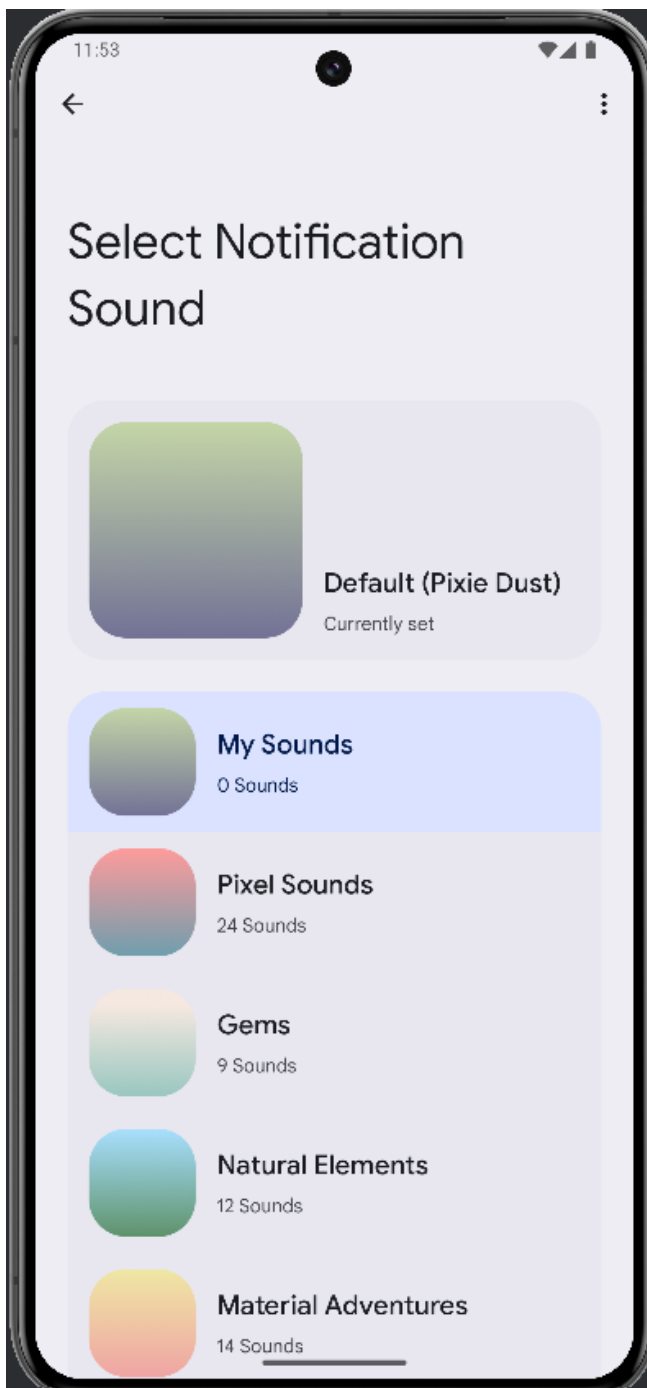 11:53
Select Notification
Sound
Default (Pixie Dust)
Currently set
My Sounds
0 Sounds
Pixel Sounds
24 Sounds
Gems
9 Sounds
Natural Elements
12 Sounds
Material Adventures
14 Sounds